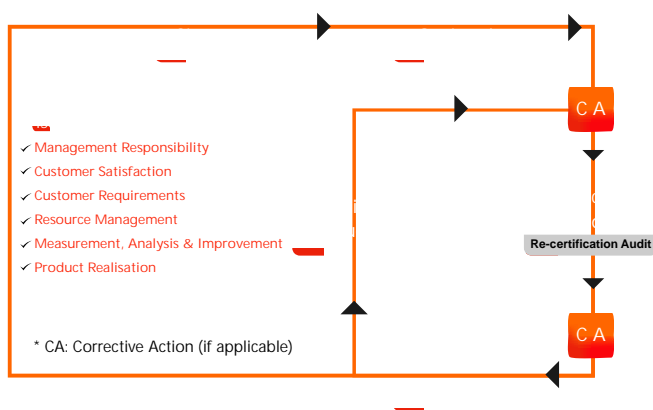 C A
✓ Management Responsibility
✓ Customer Satisfaction
✓ Customer Requirements
✓ Resource Management
✓ Measurement, Analysis & Improvement
Re-certification Audit
✓ Product Realisation
C A
* CA: Corrective Action (if applicable)